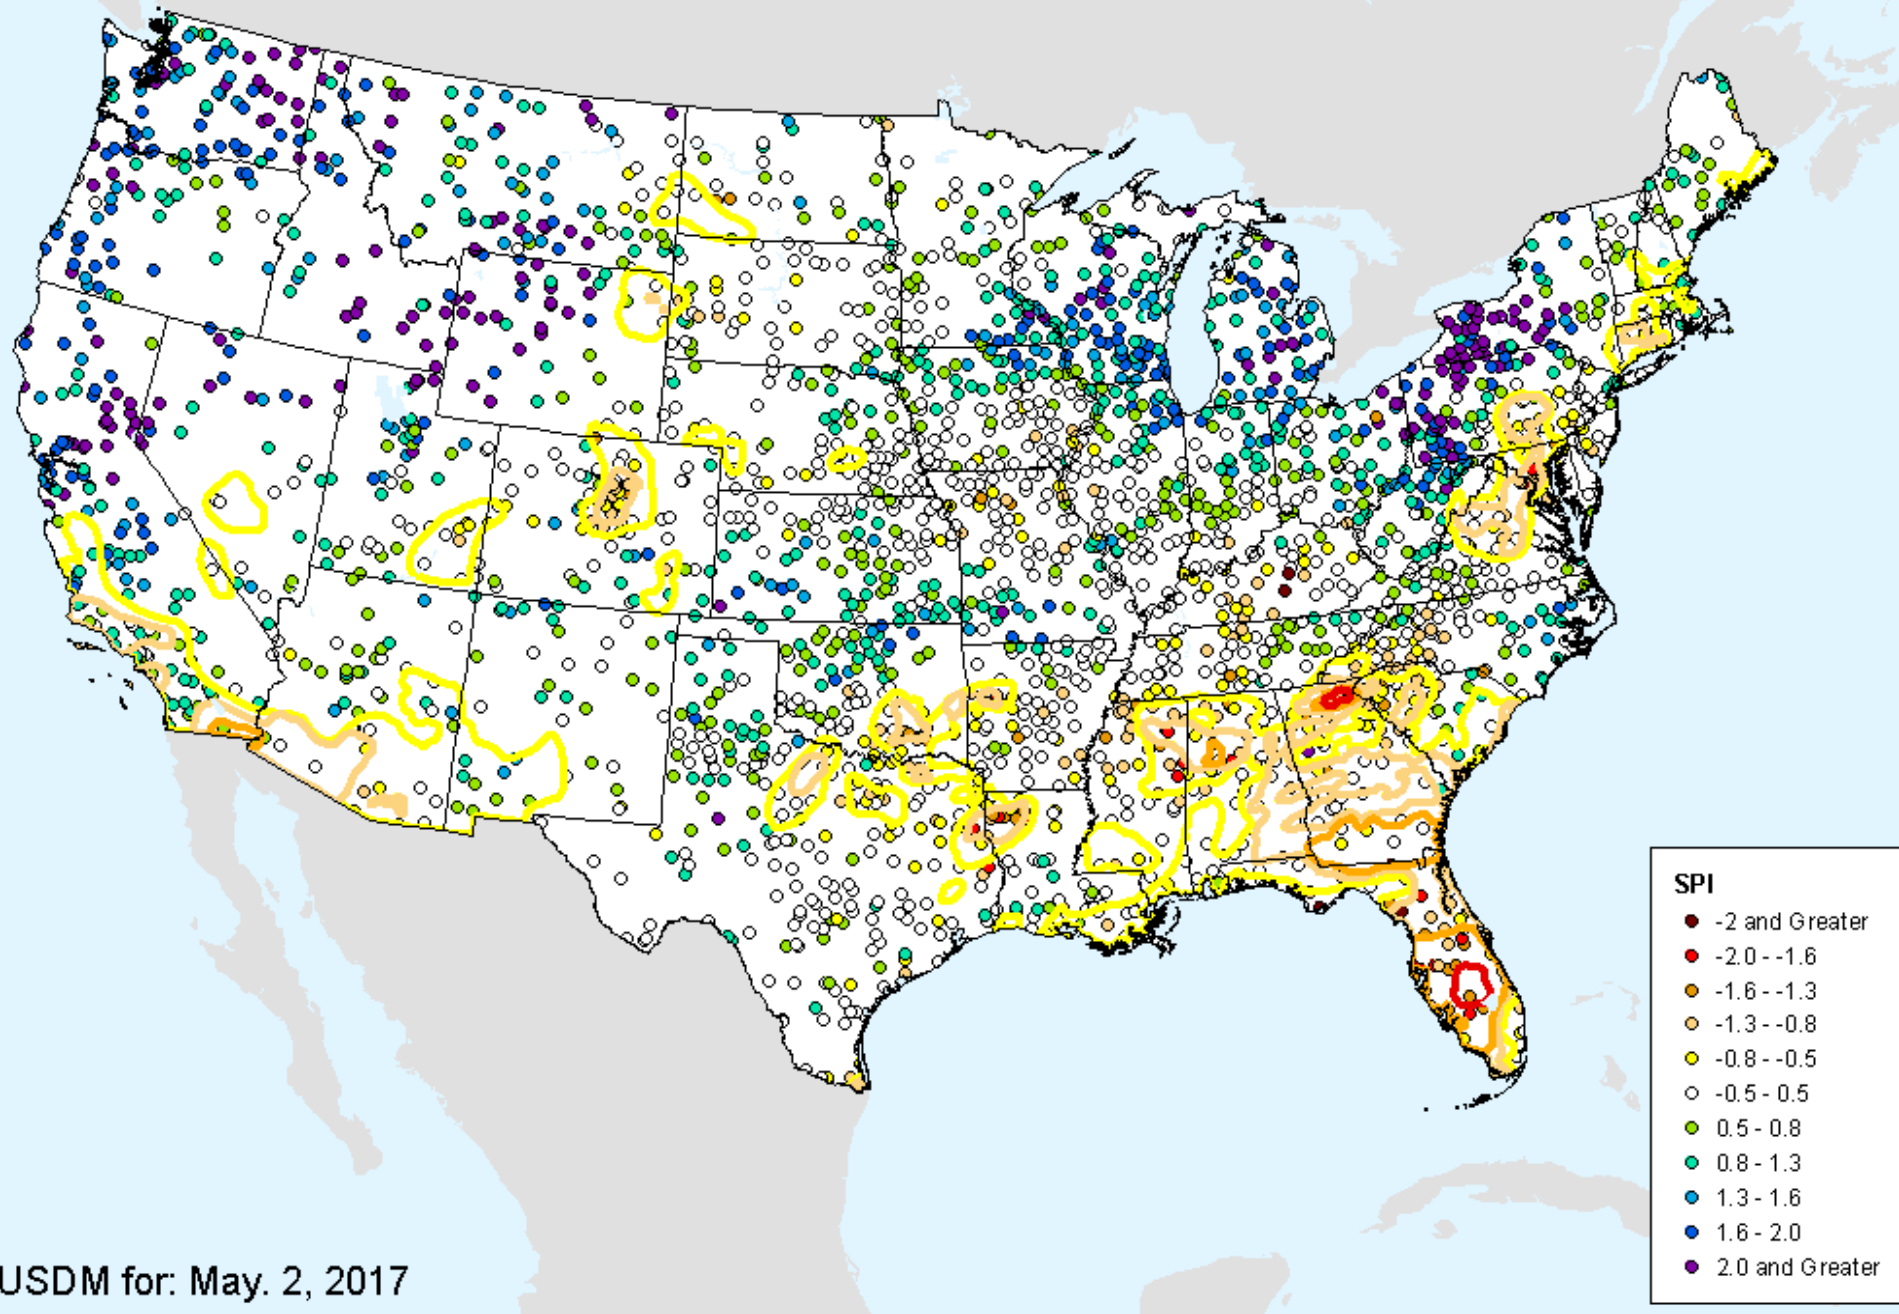 SPI
-2 and Greater
-2.0 - -1.6
-1.6 - -1.3
-1.3 - -0.8
-0.8 - -0.5
-0.5 - 0.5
0.5 - 0.8
0.8 - 1.3
1.3 - 1.6
1.6 - 2.0
2.0 and Greater
USDM for: May. 2, 2017